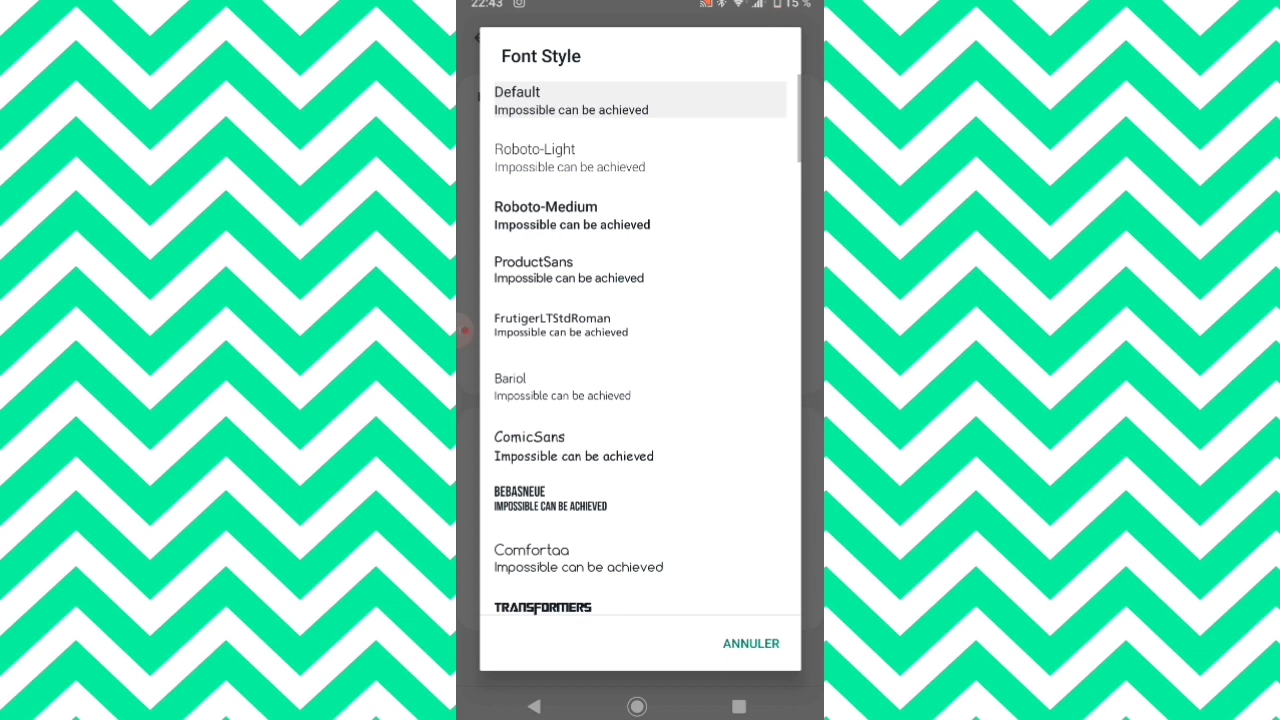 22:43 15 %
Font Style
Default
Impossible can be achieved
Roboto-Light
Impossible can be achieved
Roboto-Medium
Impossible can be achieved
ProductSans
Impossible can be achieved
FrutigerLTStdRoman
Impossible can be achieved
Bariol
Impossible can be achieved
ComicSans
Impossible can be achieved
BEBASNEUE
IMPOSSIBLE CAN BE ACHIEVED
Comfortaa
Impossible can be achieved
TRANSFORMERS
ANNULER